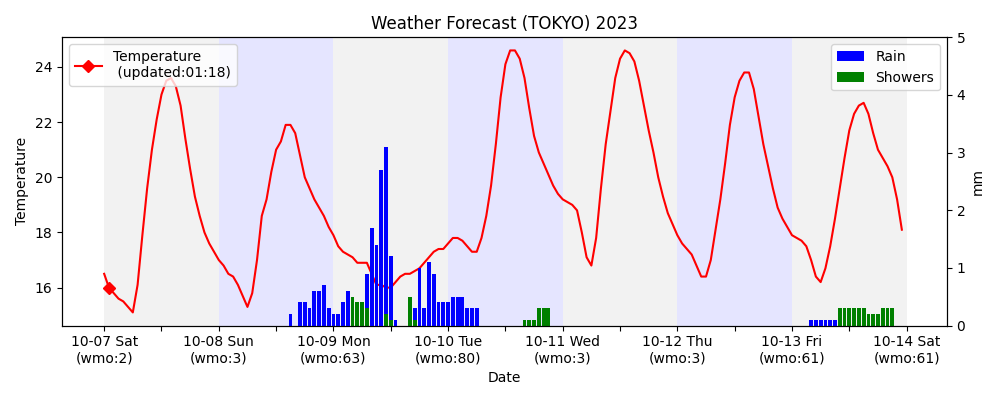 Weather Forecast (TOKYO) 2023
Temperature
(updated:01:18)
Rain
Showers
24
22
20
18
16
Temperature
5
4
3
2
1
0
mm
10-07 Sat
(wmo:2)
10-08 Sun
(wmo:3)
10-09 Mon
(wmo:63)
10-10 Tue
(wmo:80)
10-11 Wed
(wmo:3)
10-12 Thu
(wmo:3)
10-13 Fri
(wmo:61)
10-14 Sat
(wmo:61)
Date